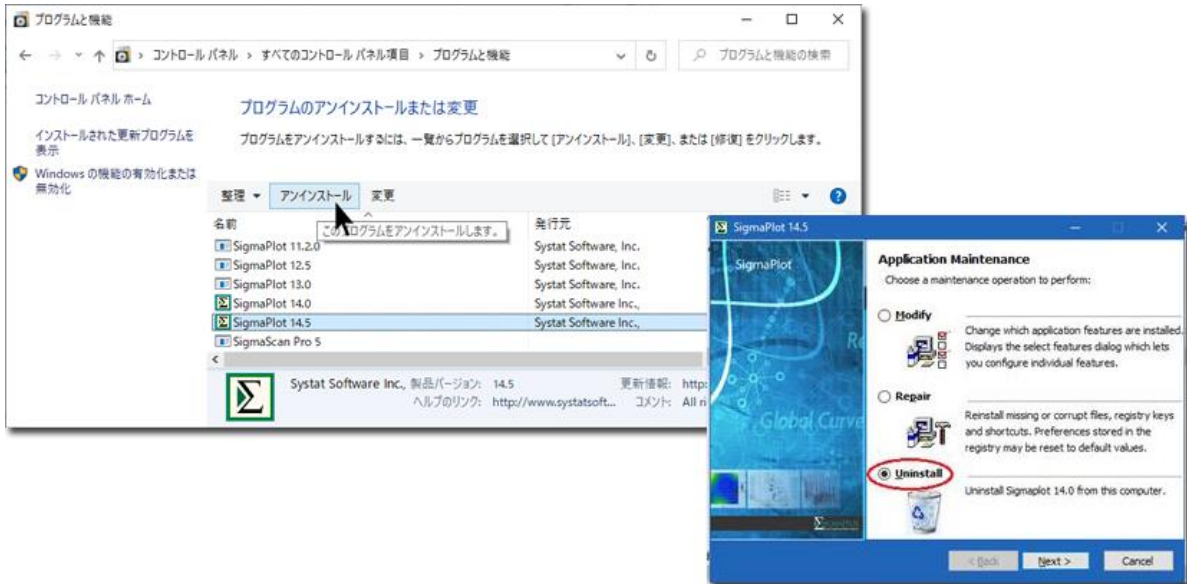 プログラムと機能
コントロール パネル › すべてのコントロール パネル項目 › プログラムと機能
プログラムと機能の検索
コントロール パネル ホーム
インストールされた更新プログラムを
表示
Windows の機能の有効化または
無効化
プログラムのアンインストールまたは変更
プログラムをアンインストールするには、一覧からプログラムを選択して [アンインストール]、[変更]、または [修復] をクリックします。
整理 アンインストール 変更
名前 発行元
このプログラムをアンインストールします。
SigmaPlot 11.2.0 Systat Software, Inc.
SigmaPlot 12.5 Systat Software, Inc.
SigmaPlot 13.0 Systat Software, Inc.
SigmaPlot 14.0 Systat Software Inc.,
SigmaPlot 14.5 Systat Software Inc.,
SigmaScan Pro 5
Systat Software Inc., 製品バージョン: 14.5 更新情報: http:
ヘルプのリンク: http://www.systatsoft... コメント: All ri
SigmaPlot 14.5
SigmaPlot
Global Curve
Application Maintenance
Choose a maintenance operation to perform:
Modify
Change which application features are installed.
Displays the select features dialog which lets
you configure individual features.
Repair
Reinstall missing or corrupt files, registry keys
and shortcuts. Preferences stored in the
registry may be reset to default values.
Uninstall
Uninstall Sigmaplot 14.0 from this computer.
< Back Next > Cancel